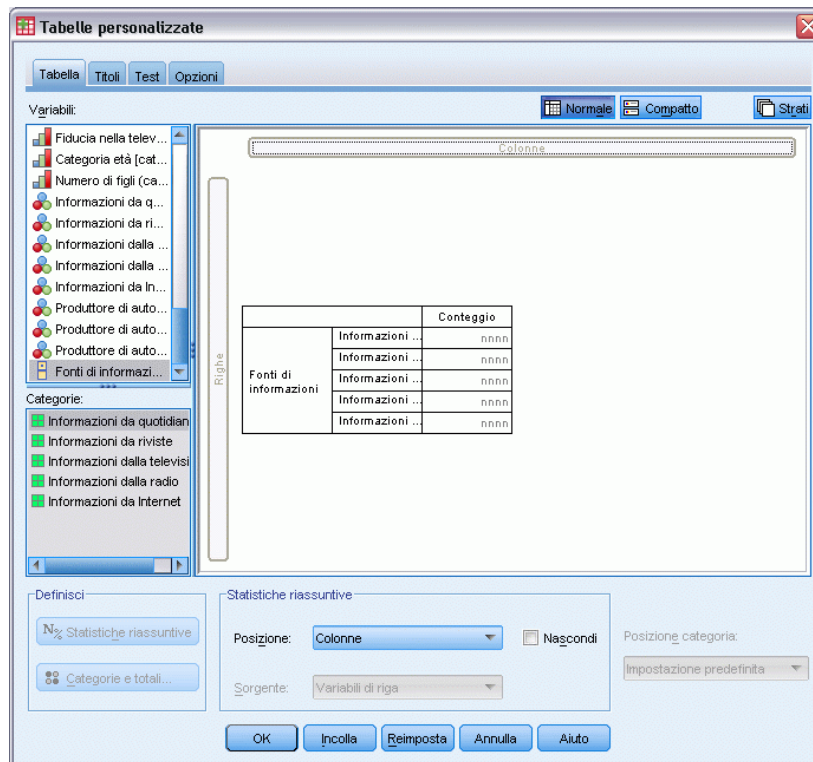 Tabelle personalizzate
Tabella Titoli Test Opzioni
Variabili:
Normale Compatto Strati
Fiducia nella telev...
Categoria età [cat...
Numero di figli (ca...
Informazioni da q...
Informazioni da ri...
Informazioni dalla ...
Informazioni dalla ...
Informazioni da In...
Produttore di auto...
Produttore di auto...
Produttore di auto...
Fonti di informazi...
Categorie:
Informazioni da quotidian
Informazioni da riviste
Informazioni dalla televisi
Informazioni dalla radio
Informazioni da Internet
Colonne
Righe
Conteggio
Fonti di informazioni
Informazioni ... nnnn
Informazioni ... nnnn
Informazioni ... nnnn
Informazioni ... nnnn
Informazioni ... nnnn
Definisci
N% Statistiche riassuntive
Categorie e totali...
Statistiche riassuntive
Posizione: Colonne Nascondi
Sorgente: Variabili di riga
Posizione categoria:
Impostazione predefinita
OK Incolla Reimposta Annulla Aiuto